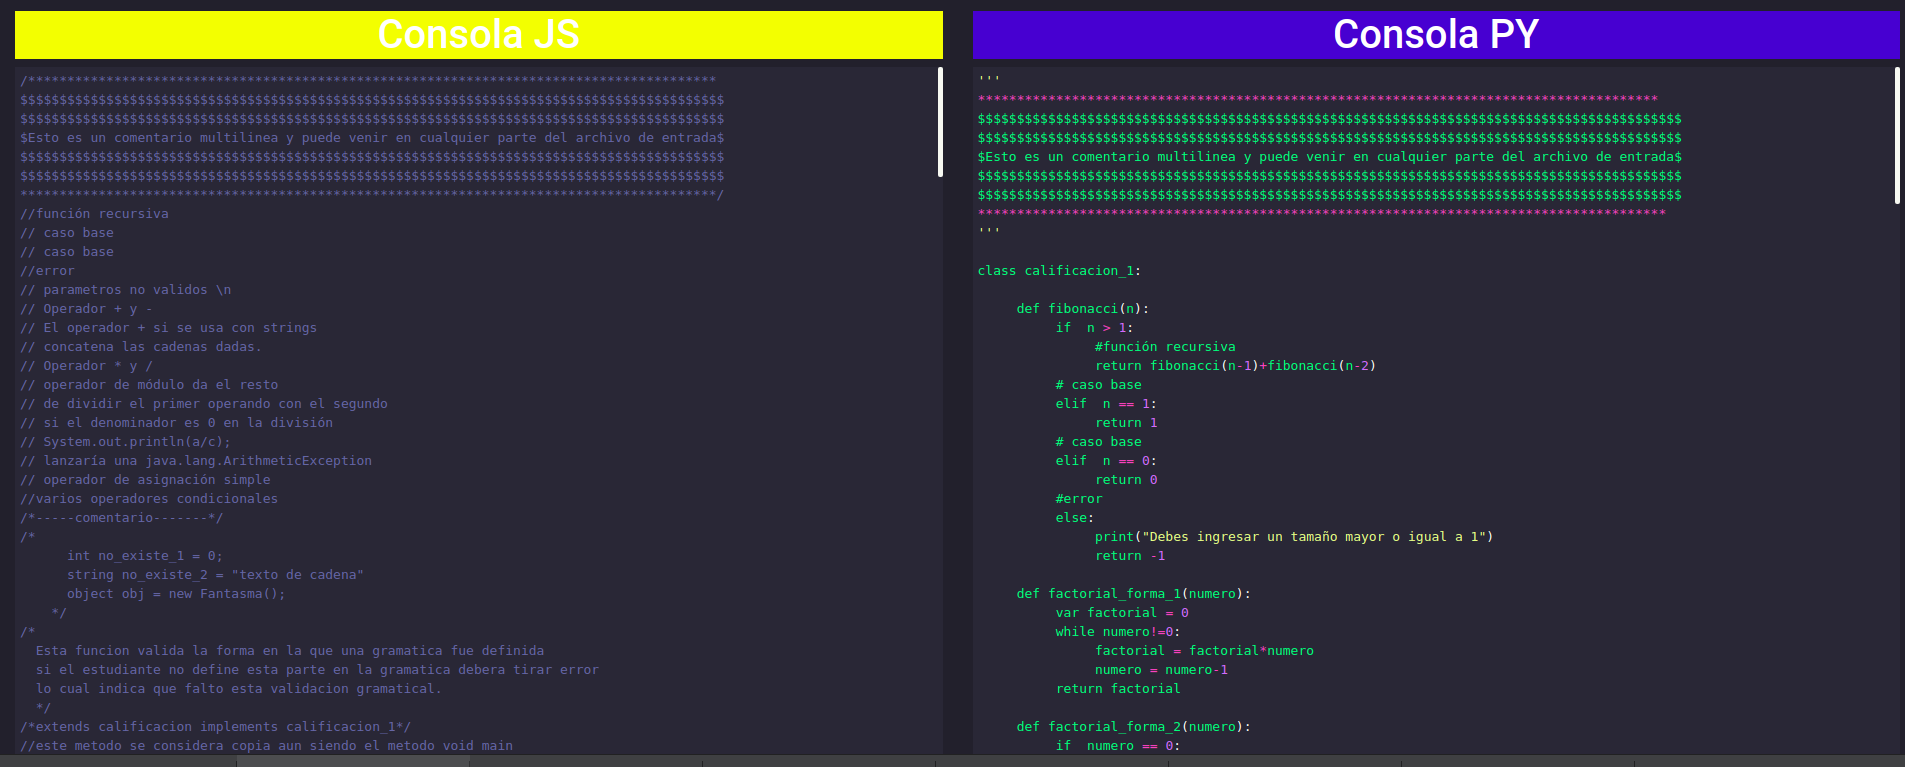 Consola JS
/****************************************************************************************
$$$$$$$$$$$$$$$$$$$$$$$$$$$$$$$$$$$$$$$$$$$$$$$$$$$$$$$$$$$$$$$$$$$$$$$$$$$$$$$$$$$$$$$$$$
$$$$$$$$$$$$$$$$$$$$$$$$$$$$$$$$$$$$$$$$$$$$$$$$$$$$$$$$$$$$$$$$$$$$$$$$$$$$$$$$$$$$$$$$$$
$Esto es un comentario multilinea y puede venir en cualquier parte del archivo de entrada$
$$$$$$$$$$$$$$$$$$$$$$$$$$$$$$$$$$$$$$$$$$$$$$$$$$$$$$$$$$$$$$$$$$$$$$$$$$$$$$$$$$$$$$$$$$
$$$$$$$$$$$$$$$$$$$$$$$$$$$$$$$$$$$$$$$$$$$$$$$$$$$$$$$$$$$$$$$$$$$$$$$$$$$$$$$$$$$$$$$$$$
*****************************************************************************************/
//función recursiva
// caso base
// caso base
//error
// parametros no validos \n
// Operador + y -
// El operador + si se usa con strings
// concatena las cadenas dadas.
// Operador * y /
// operador de módulo da el resto
// de dividir el primer operando con el segundo
// si el denominador es 0 en la división
// System.out.println(a/c);
// lanzaría una java.lang.ArithmeticException
// operador de asignación simple
//varios operadores condicionales
/*-----comentario-------*/
/*
      int no_existe_1 = 0;
      string no_existe_2 = "texto de cadena"
      object obj = new Fantasma();
    */
/*
  Esta funcion valida la forma en la que una gramatica fue definida
  si el estudiante no define esta parte en la gramatica debera tirar error
  lo cual indica que falto esta validacion gramatical.
  */
/*extends calificacion implements calificacion_1*/
//este metodo se considera copia aun siendo el metodo void main
Consola PY
'''
***************************************************************************************
$$$$$$$$$$$$$$$$$$$$$$$$$$$$$$$$$$$$$$$$$$$$$$$$$$$$$$$$$$$$$$$$$$$$$$$$$$$$$$$$$$$$$$$$$$
$$$$$$$$$$$$$$$$$$$$$$$$$$$$$$$$$$$$$$$$$$$$$$$$$$$$$$$$$$$$$$$$$$$$$$$$$$$$$$$$$$$$$$$$$$
$Esto es un comentario multilinea y puede venir en cualquier parte del archivo de entrada$
$$$$$$$$$$$$$$$$$$$$$$$$$$$$$$$$$$$$$$$$$$$$$$$$$$$$$$$$$$$$$$$$$$$$$$$$$$$$$$$$$$$$$$$$$$
$$$$$$$$$$$$$$$$$$$$$$$$$$$$$$$$$$$$$$$$$$$$$$$$$$$$$$$$$$$$$$$$$$$$$$$$$$$$$$$$$$$$$$$$$$
****************************************************************************************
'''
class calificacion_1:
     def fibonacci(n):
          if  n > 1:
               #función recursiva
               return fibonacci(n-1)+fibonacci(n-2)
          # caso base
          elif  n == 1:
               return 1
          # caso base
          elif  n == 0:
               return 0
          #error
          else:
               print("Debes ingresar un tamaño mayor o igual a 1")
               return -1
     def factorial_forma_1(numero):
          var factorial = 0
          while numero!=0:
               factorial = factorial*numero
               numero = numero-1
          return factorial
     def factorial_forma_2(numero):
          if  numero == 0: